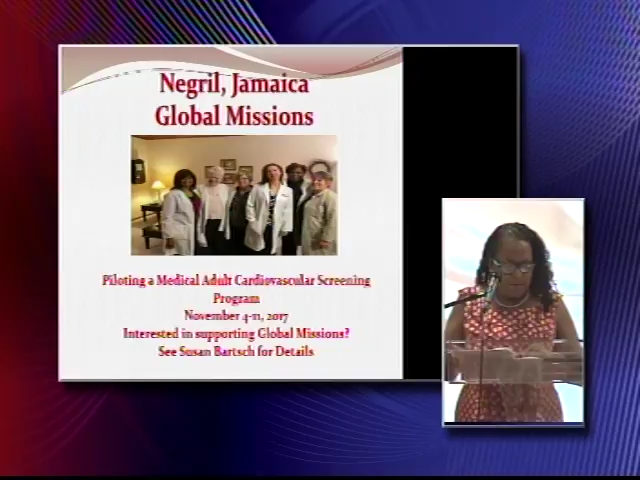 Negril, Jamaica
Global Missions
Piloting a Medical Adult Cardiovascular Screening
Program
November 4-11, 2017
Interested in supporting Global Missions?
See Susan Bartsch for Details